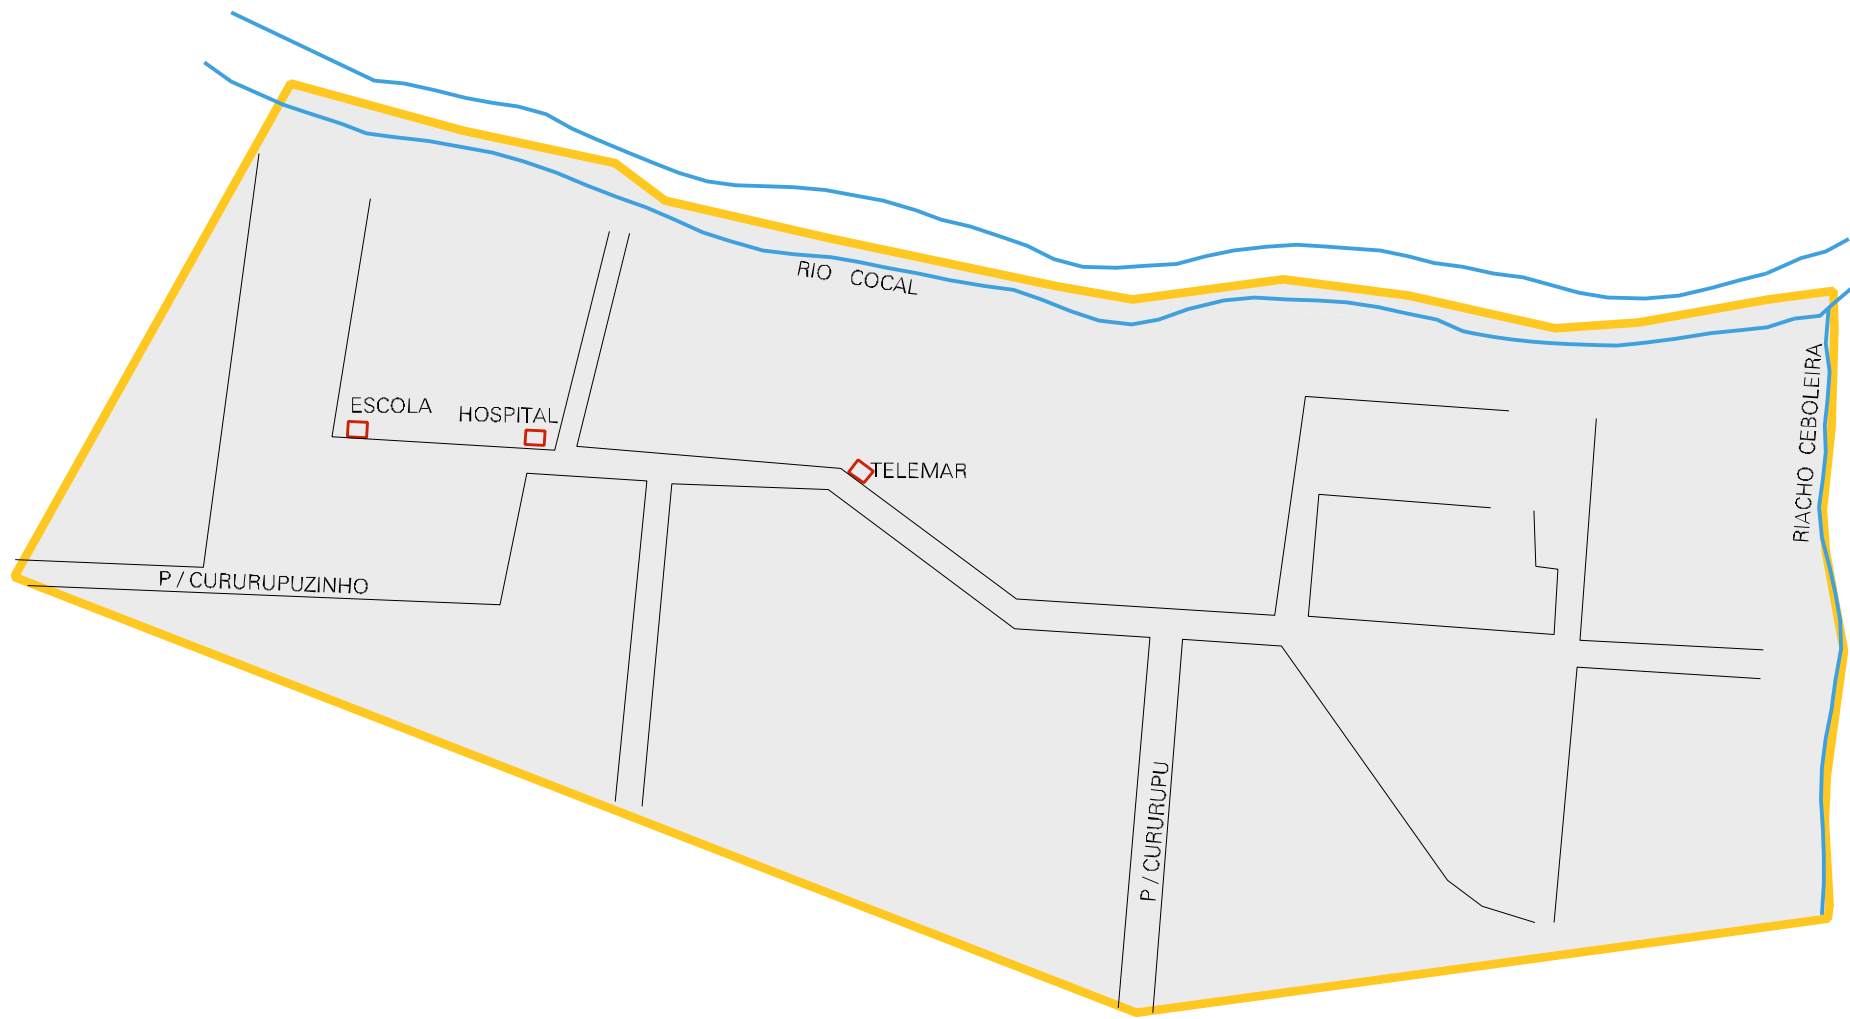 RIO COCAL
RIACHO CEBOLEIRA
ESCOLA
HOSPITAL
TELEMAR
P / CURURUPUZINHO
P / CURURUPU